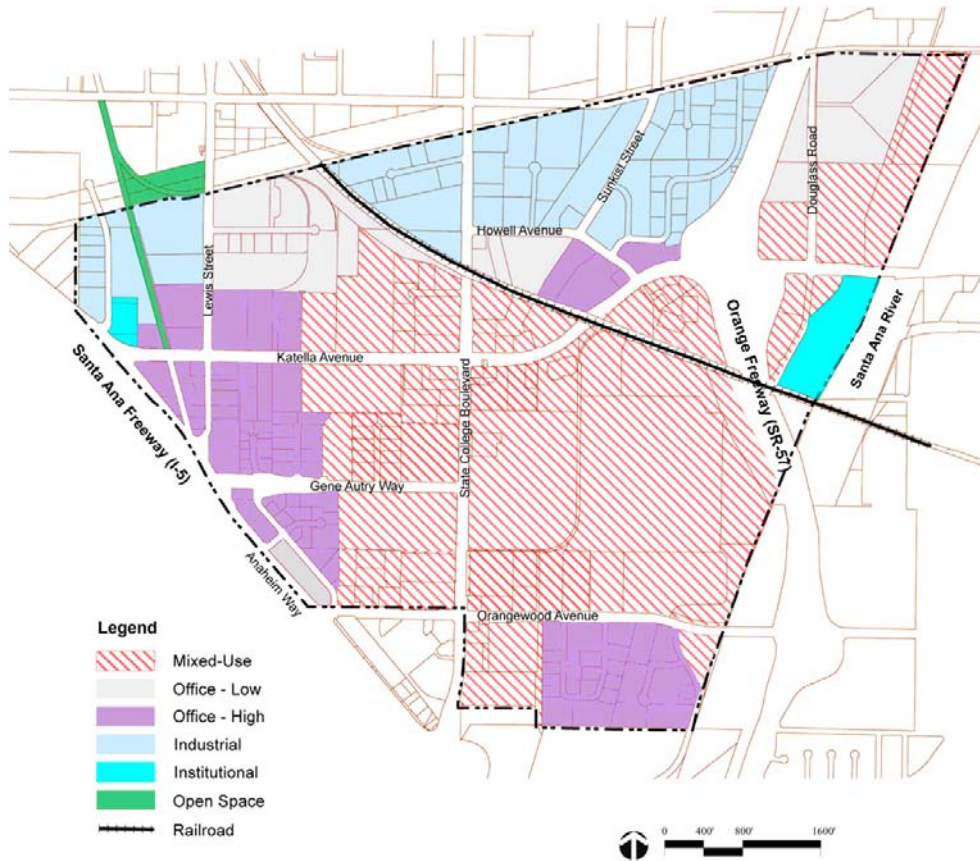 Sunkist Street
Douglass Road
Howell Avenue
Lewis Street
Katella Avenue
Santa Ana Freeway (I-5)
State College Boulevard
Orange Freeway (SR-57)
Santa Ana River
Gene Autry Way
Anaheim Way
Orangewood Avenue
Legend
Mixed-Use
Office - Low
Office - High
Industrial
Institutional
Open Space
Railroad
0 400' 800' 1600'